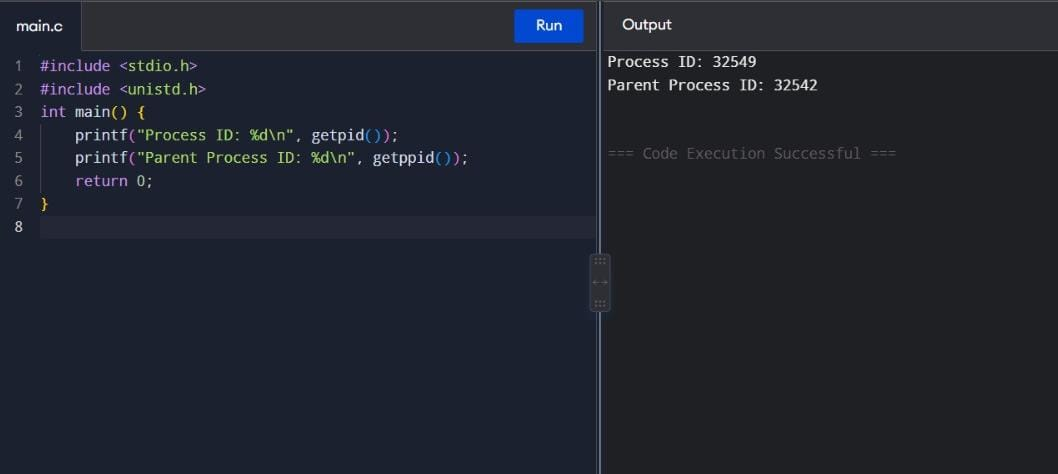 main.c
Run
Output
1 #include <stdio.h>
2 #include <unistd.h>
3 int main() {
4     printf("Process ID: %d\n", getpid());
5     printf("Parent Process ID: %d\n", getppid());
6     return 0;
7 }
8
Process ID: 32549
Parent Process ID: 32542
=== Code Execution Successful ===